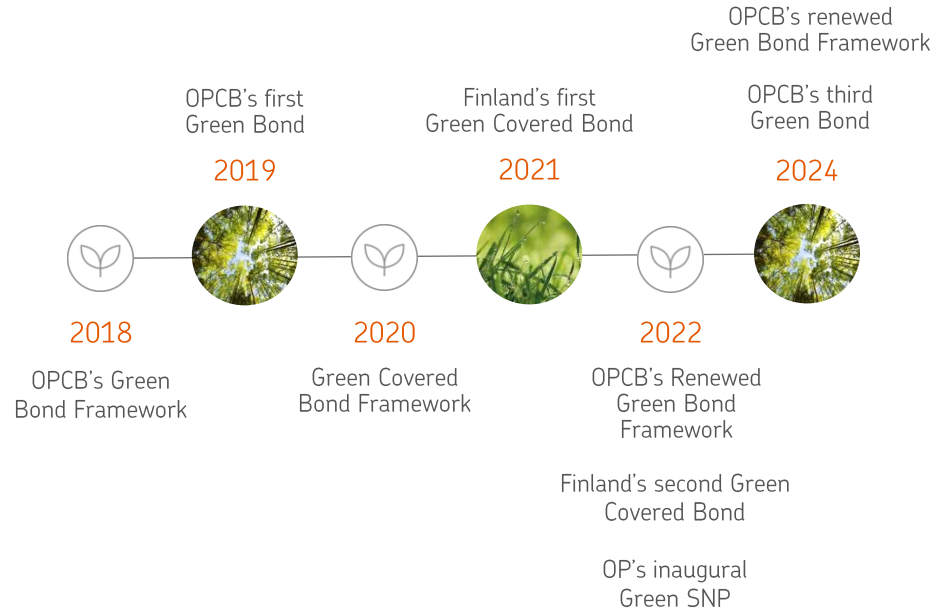 OPCB's renewed
Green Bond Framework
OPCB's first
Green Bond
2019
Finland's first
Green Covered Bond
2021
OPCB's third
Green Bond
2024
2018
OPCB's Green
Bond Framework
2020
Green Covered
Bond Framework
2022
OPCB's Renewed
Green Bond
Framework
Finland's second Green
Covered Bond
OP's inaugural
Green SNP